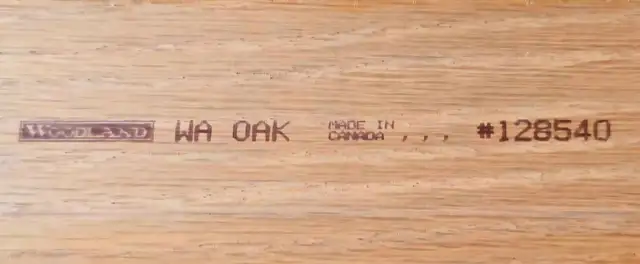 WOODLAND WA OAK MADE IN CANADA , , , #128540